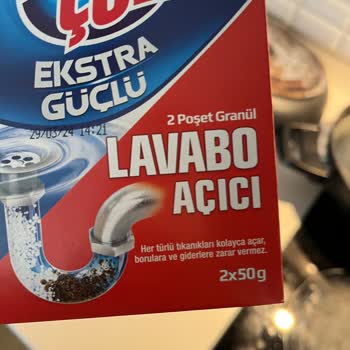 EKSTRA
GÜÇLÜ
29/03/24 14:21
2 Poşet Granül
LAVABO
AÇICI
Her türlü tıkanıkları kolayca açar,
borulara ve giderlere zarar vermez.
2x50g